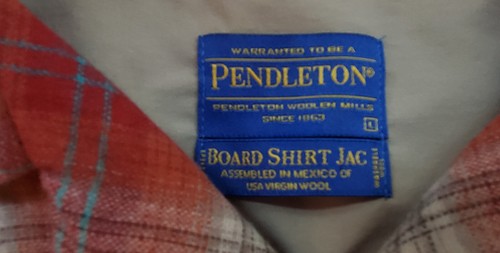 WARRANTED TO BE A
PENDLETON®
PENDLETON WOOLEN MILLS
SINCE 1863
L
BOARD SHIRT JAC
ASSEMBLED IN MEXICO OF
USA VIRGIN WOOL